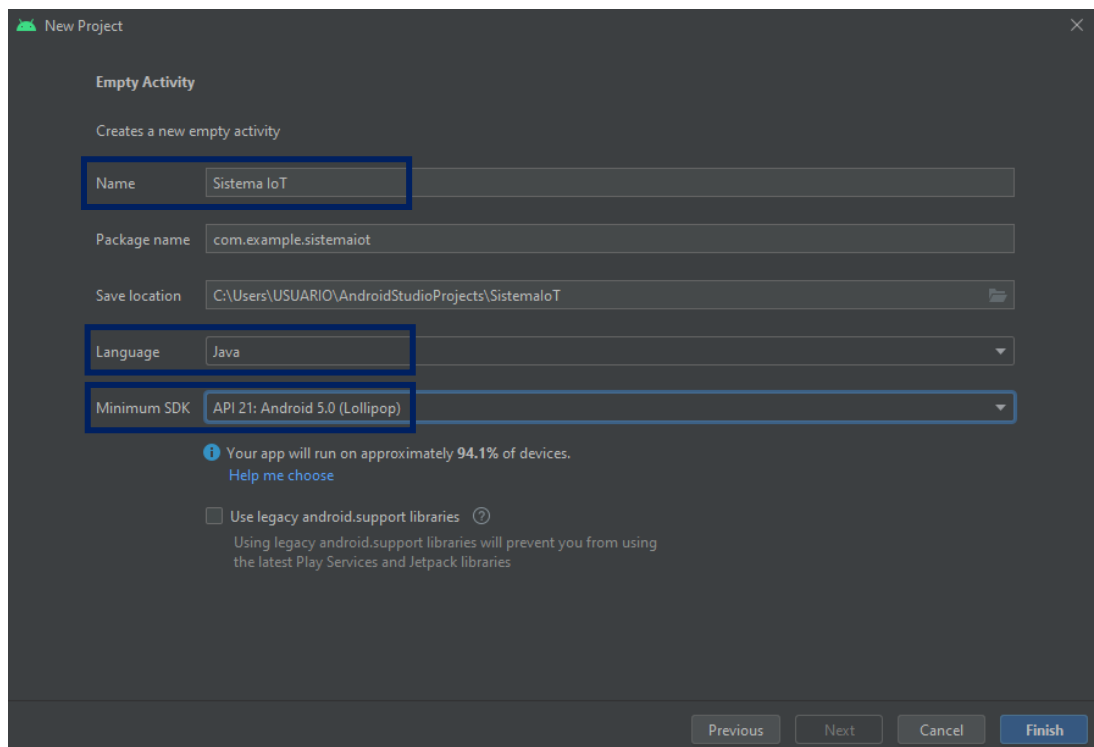 New Project
Empty Activity
Creates a new empty activity
Name Sistema IoT
Package name com.example.sistemaiot
Save location C:\Users\USUARIO\AndroidStudioProjects\SistemaIoT
Language Java
Minimum SDK API 21: Android 5.0 (Lollipop)
Your app will run on approximately 94.1% of devices.
Help me choose
Use legacy android.support libraries ?
Using legacy android.support libraries will prevent you from using
the latest Play Services and Jetpack libraries
Previous Next Cancel Finish